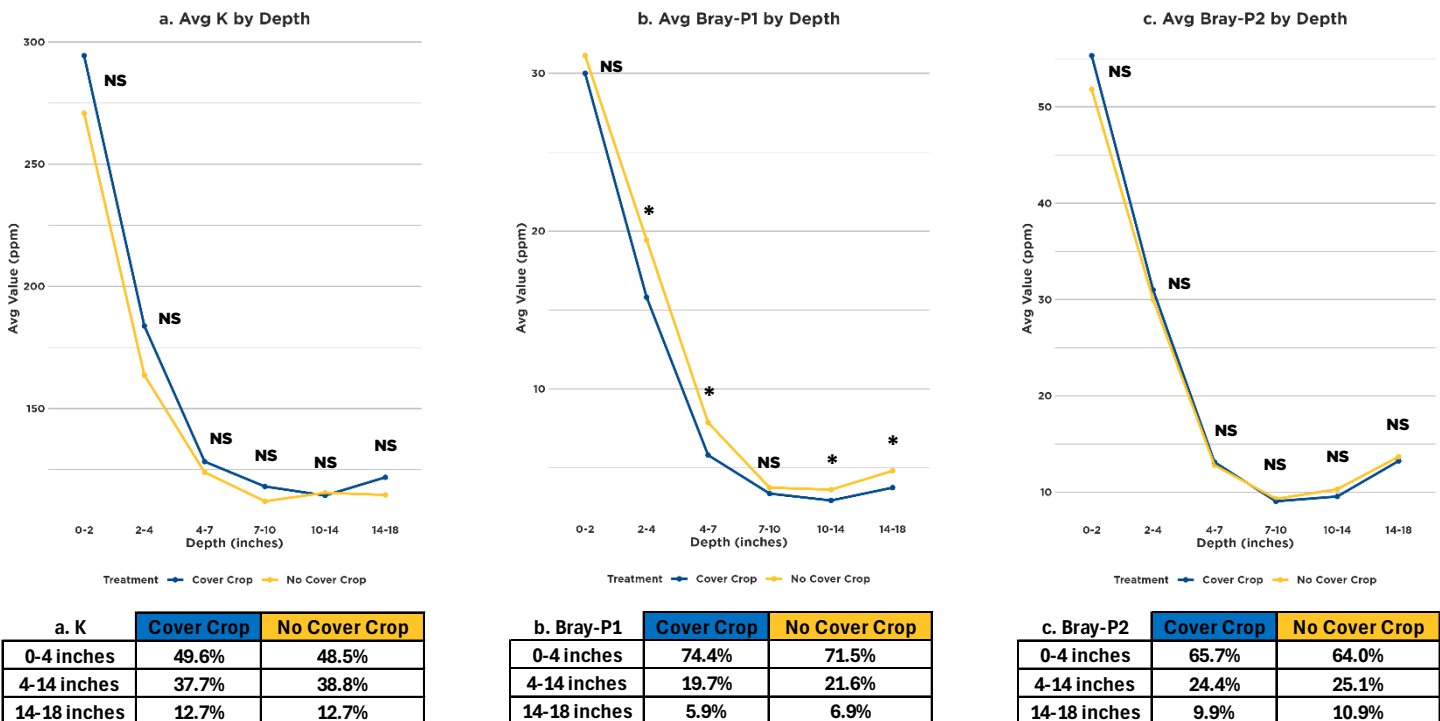 a. Avg K by Depth
300
250
200
150
Avg Value (ppm)
NS
NS
NS
NS
NS
NS
0-2 2-4 4-7 7-10 10-14 14-18
Depth (inches)
Treatment Cover Crop No Cover Crop
b. Avg Bray-P1 by Depth
30
20
10
Avg Value (ppm)
NS
*
*
NS
*
*
0-2 2-4 4-7 7-10 10-14 14-18
Depth (inches)
Treatment Cover Crop No Cover Crop
c. Avg Bray-P2 by Depth
50
40
30
20
10
Avg Value (ppm)
NS
NS
NS
NS
NS
NS
0-2 2-4 4-7 7-10 10-14 14-18
Depth (inches)
Treatment Cover Crop No Cover Crop
a. K Cover Crop No Cover Crop
0-4 inches 49.6% 48.5%
4-14 inches 37.7% 38.8%
14-18 inches 12.7% 12.7%
b. Bray-P1 Cover Crop No Cover Crop
0-4 inches 74.4% 71.5%
4-14 inches 19.7% 21.6%
14-18 inches 5.9% 6.9%
c. Bray-P2 Cover Crop No Cover Crop
0-4 inches 65.7% 64.0%
4-14 inches 24.4% 25.1%
14-18 inches 9.9% 10.9%